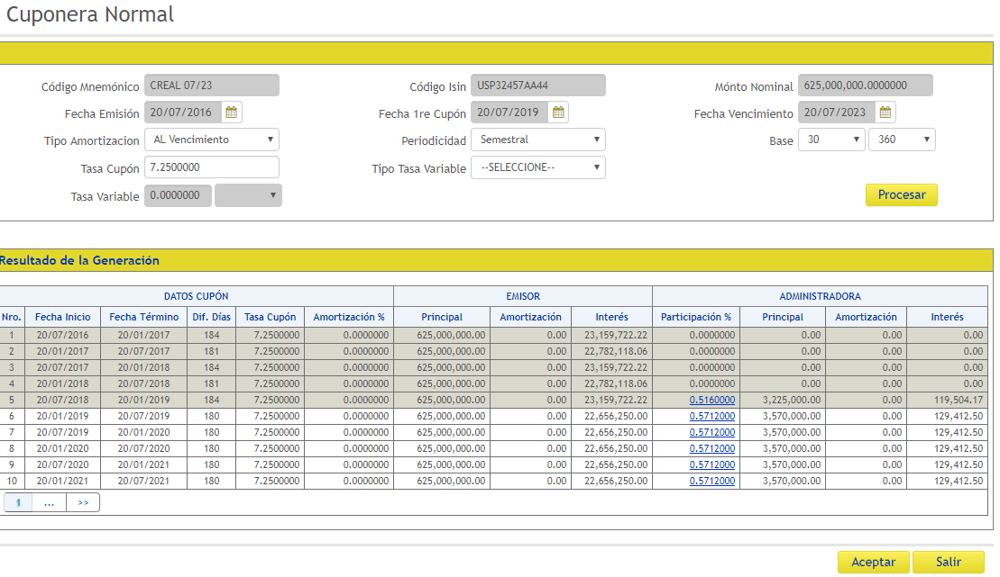 Cuponera Normal
Código Mnemónico CREAL 07/23 Código Isin USP32457AA44 Mónto Nominal 625,000,000.0000000
Fecha Emisión 20/07/2016 Fecha 1re Cupón 20/07/2019 Fecha Vencimiento 20/07/2023
Tipo Amortizacion AL Vencimiento Periodicidad Semestral Base 30 360
Tasa Cupón 7.2500000 Tipo Tasa Variable --SELECCIONE--
Tasa Variable 0.0000000 Procesar
Resultado de la Generación
DATOS CUPÓN EMISOR ADMINISTRADORA
Nro. Fecha Inicio Fecha Término Dif. Días Tasa Cupón Amortización % Principal Amortización Interés Participación % Principal Amortización Interés
1 20/07/2016 20/01/2017 184 7.2500000 0.0000000 625,000,000.00 0.00 23,159,722.22 0.0000000 0.00 0.00 0.00
2 20/01/2017 20/07/2017 181 7.2500000 0.0000000 625,000,000.00 0.00 22,782,118.06 0.0000000 0.00 0.00 0.00
3 20/07/2017 20/01/2018 184 7.2500000 0.0000000 625,000,000.00 0.00 23,159,722.22 0.0000000 0.00 0.00 0.00
4 20/01/2018 20/07/2018 181 7.2500000 0.0000000 625,000,000.00 0.00 22,782,118.06 0.0000000 0.00 0.00 0.00
5 20/07/2018 20/01/2019 184 7.2500000 0.0000000 625,000,000.00 0.00 23,159,722.22 0.5160000 3,225,000.00 0.00 119,504.17
6 20/01/2019 20/07/2019 180 7.2500000 0.0000000 625,000,000.00 0.00 22,656,250.00 0.5712000 3,570,000.00 0.00 129,412.50
7 20/07/2019 20/01/2020 180 7.2500000 0.0000000 625,000,000.00 0.00 22,656,250.00 0.5712000 3,570,000.00 0.00 129,412.50
8 20/01/2020 20/07/2020 180 7.2500000 0.0000000 625,000,000.00 0.00 22,656,250.00 0.5712000 3,570,000.00 0.00 129,412.50
9 20/07/2020 20/01/2021 180 7.2500000 0.0000000 625,000,000.00 0.00 22,656,250.00 0.5712000 3,570,000.00 0.00 129,412.50
10 20/01/2021 20/07/2021 180 7.2500000 0.0000000 625,000,000.00 0.00 22,656,250.00 0.5712000 3,570,000.00 0.00 129,412.50
1 ... >>
Aceptar Salir